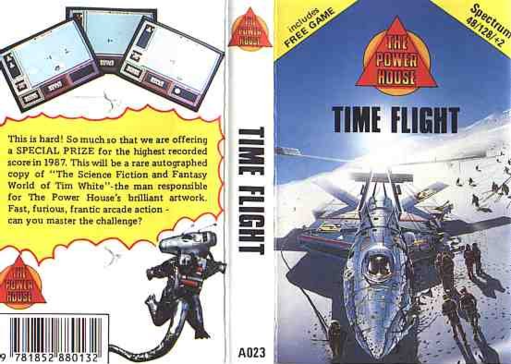 This is hard! So much so that we are offering
a SPECIAL PRIZE for the highest recorded
score in 1987. This will be a rare autographed
copy of "The Science Fiction and Fantasy
World of Tim White"-the man responsible
for The Power House's brilliant artwork.
Fast, furious, frantic arcade action -
can you master the challenge?
THE
POWER
HOUSE
9 781852 880132
THE
POWER
HOUSE
TIME FLIGHT
A023
includes
FREE GAME
Spectrum
48/128/+2
THE
POWER
HOUSE
TIME FLIGHT